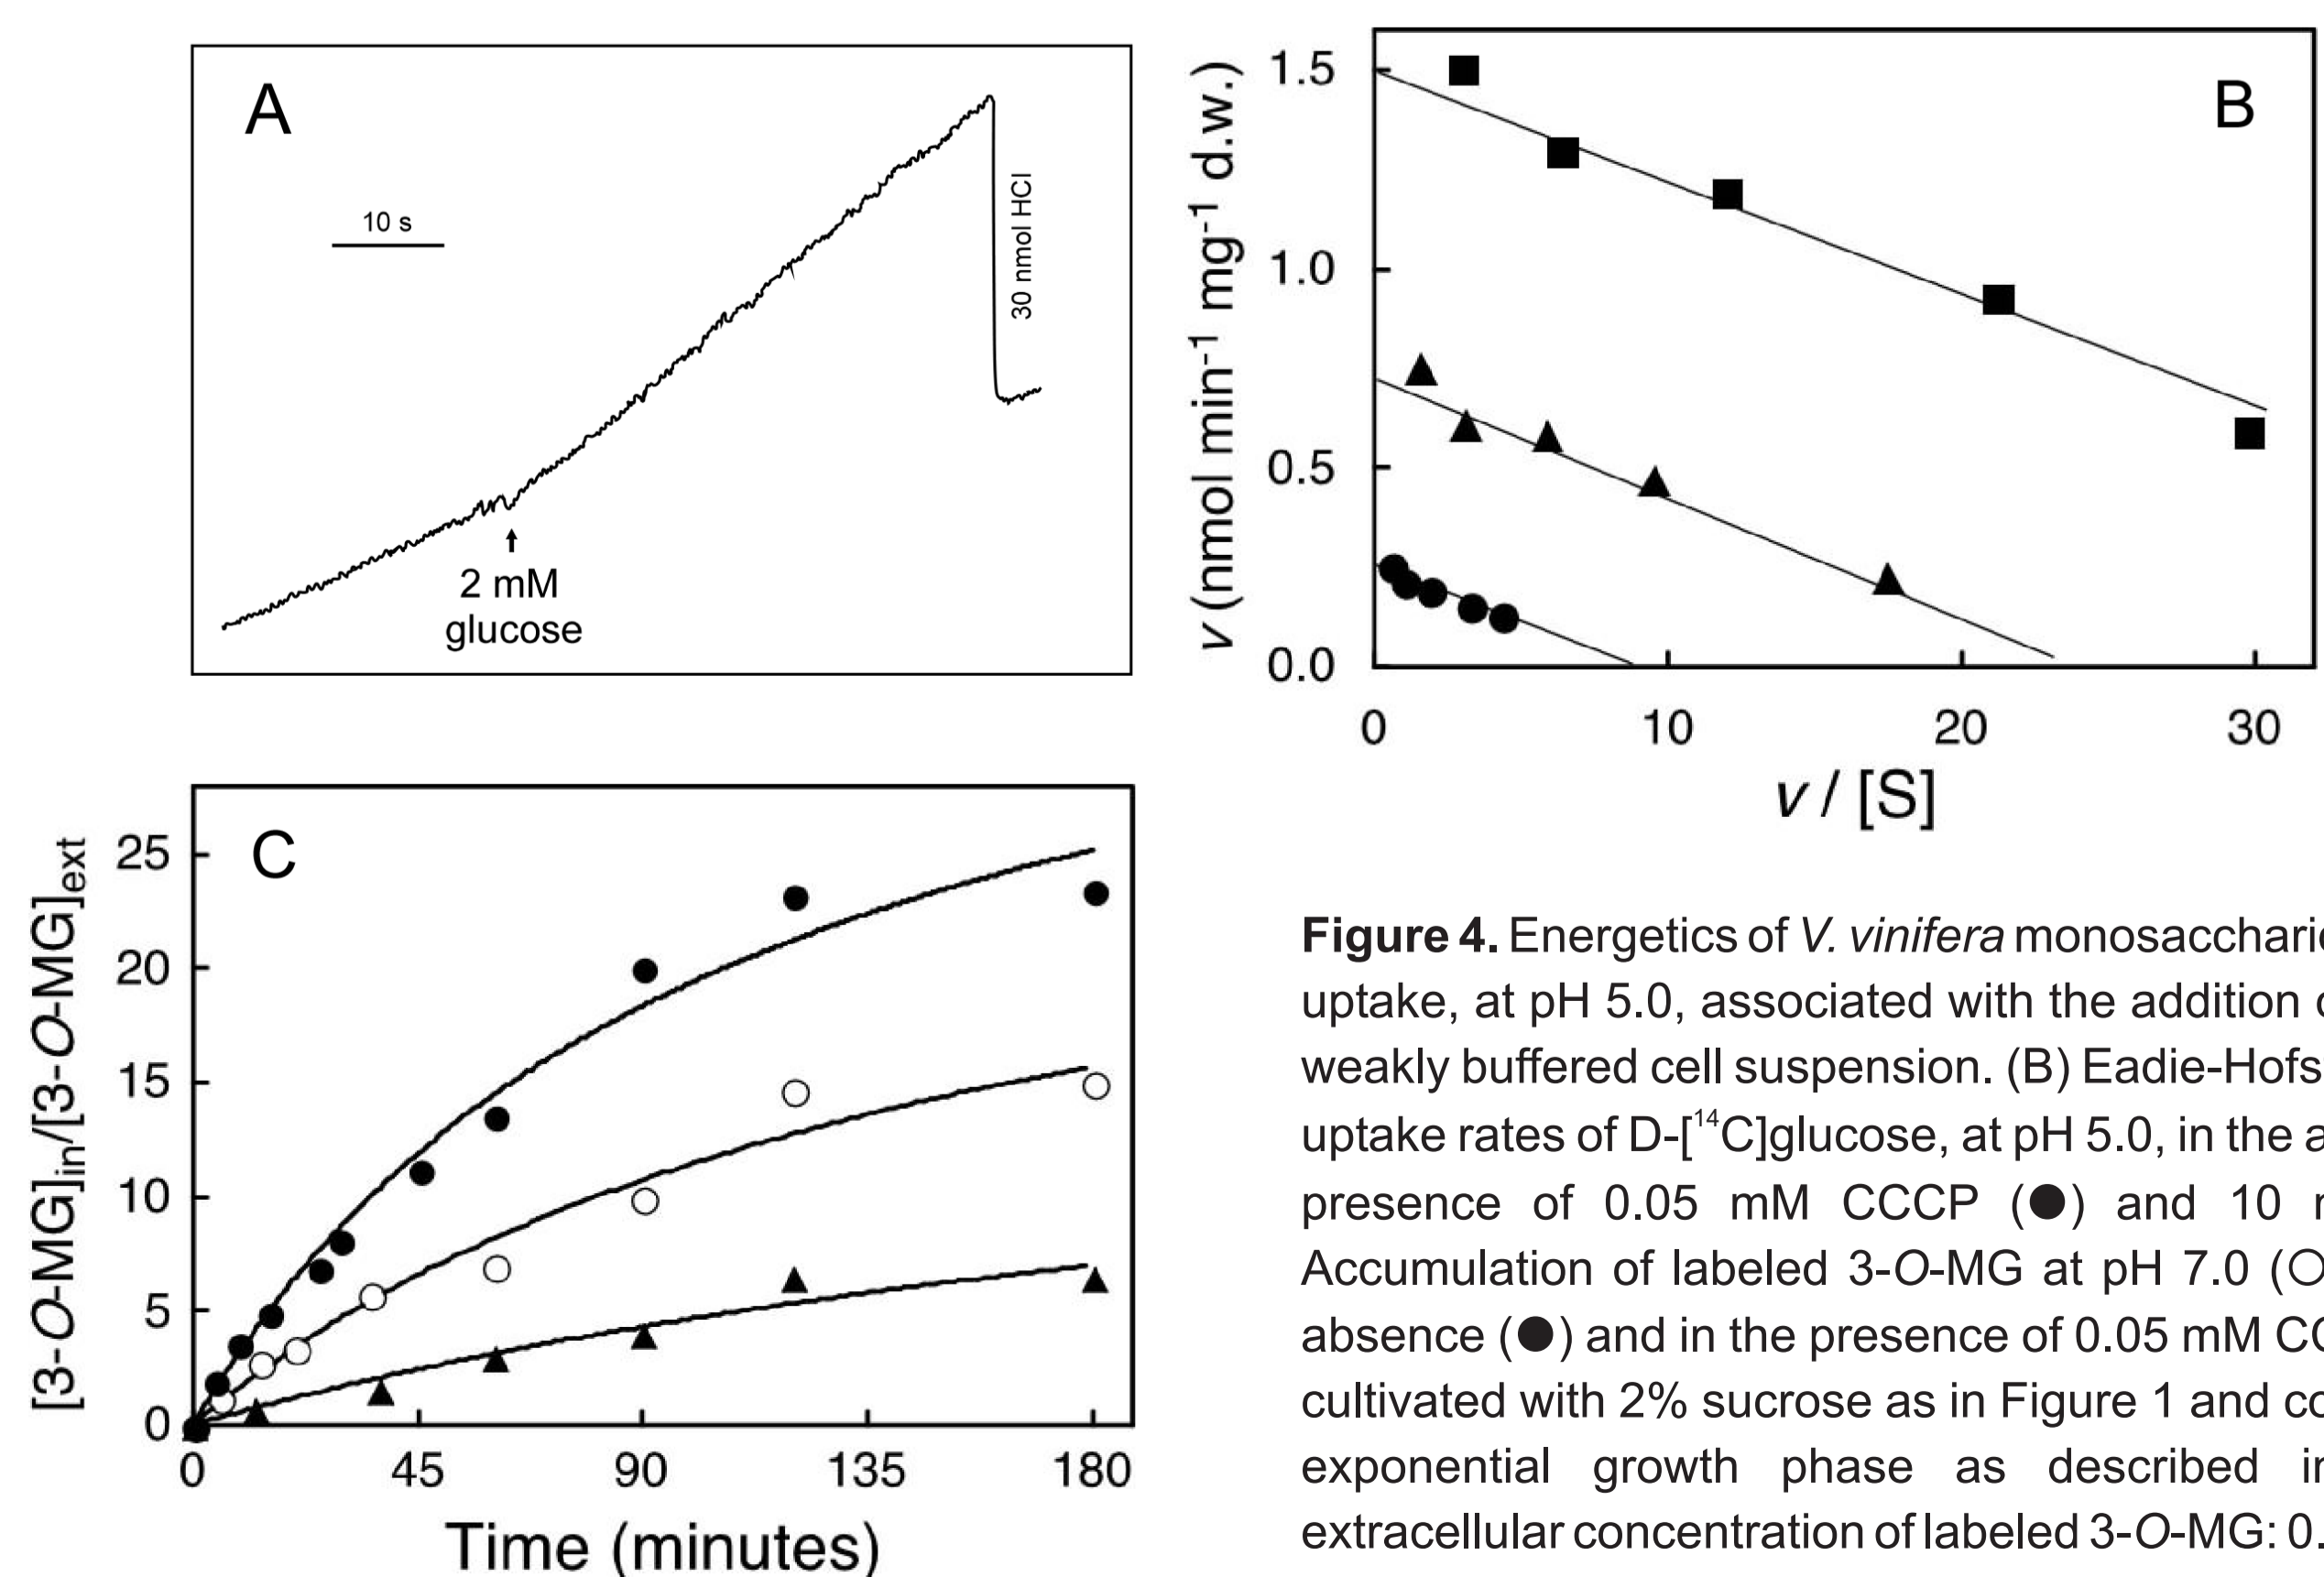 A
10 s
2 mM
glucose
30 nmol HCl
B
v (nmol min-1 mg-1 d.w.)
1.5
1.0
0.5
0.0
0 10 20 30
v / [S]
C
[3-O-MG]in/[3-O-MG]ext
25
20
15
10
5
0
0 45 90 135 180
Time (minutes)
Figure 4. Energetics of V. vinifera
uptake, at pH 5.0, associated with the addition
weakly buffered cell suspension. (B)
uptake rates of D-[14C]glucose, at pH 5.0, in the
presence of 0.05 mM CCCP (●) and 10
Accumulation of labeled 3-O-MG at pH 7.0 (○
absence (●) and in the presence of 0.05 mM
cultivated with 2% sucrose as in Figure 1 and
exponential growth phase as described
extracellular concentration of labeled 3-O-MG: 0.